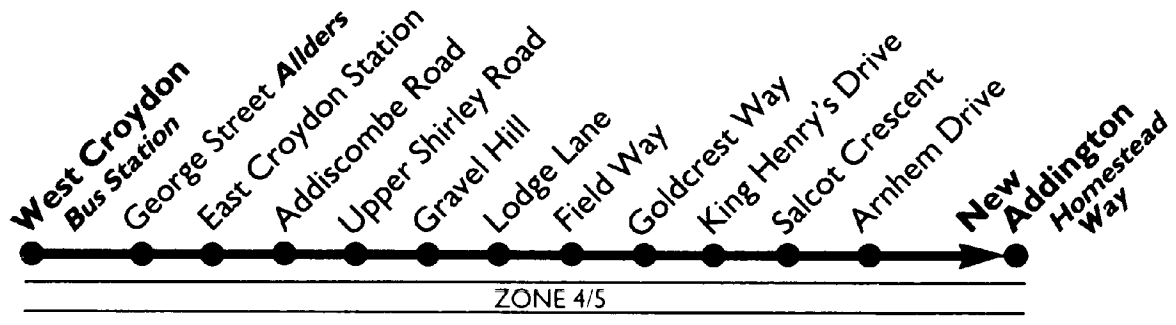 West Croydon
Bus Station
George Street Allders
East Croydon Station
Addiscombe Road
Upper Shirley Road
Gravel Hill
Lodge Lane
Field Way
Goldcrest Way
King Henry's Drive
Salcot Crescent
Arnhem Drive
New
Addington
Homestead
Way
ZONE 4/5